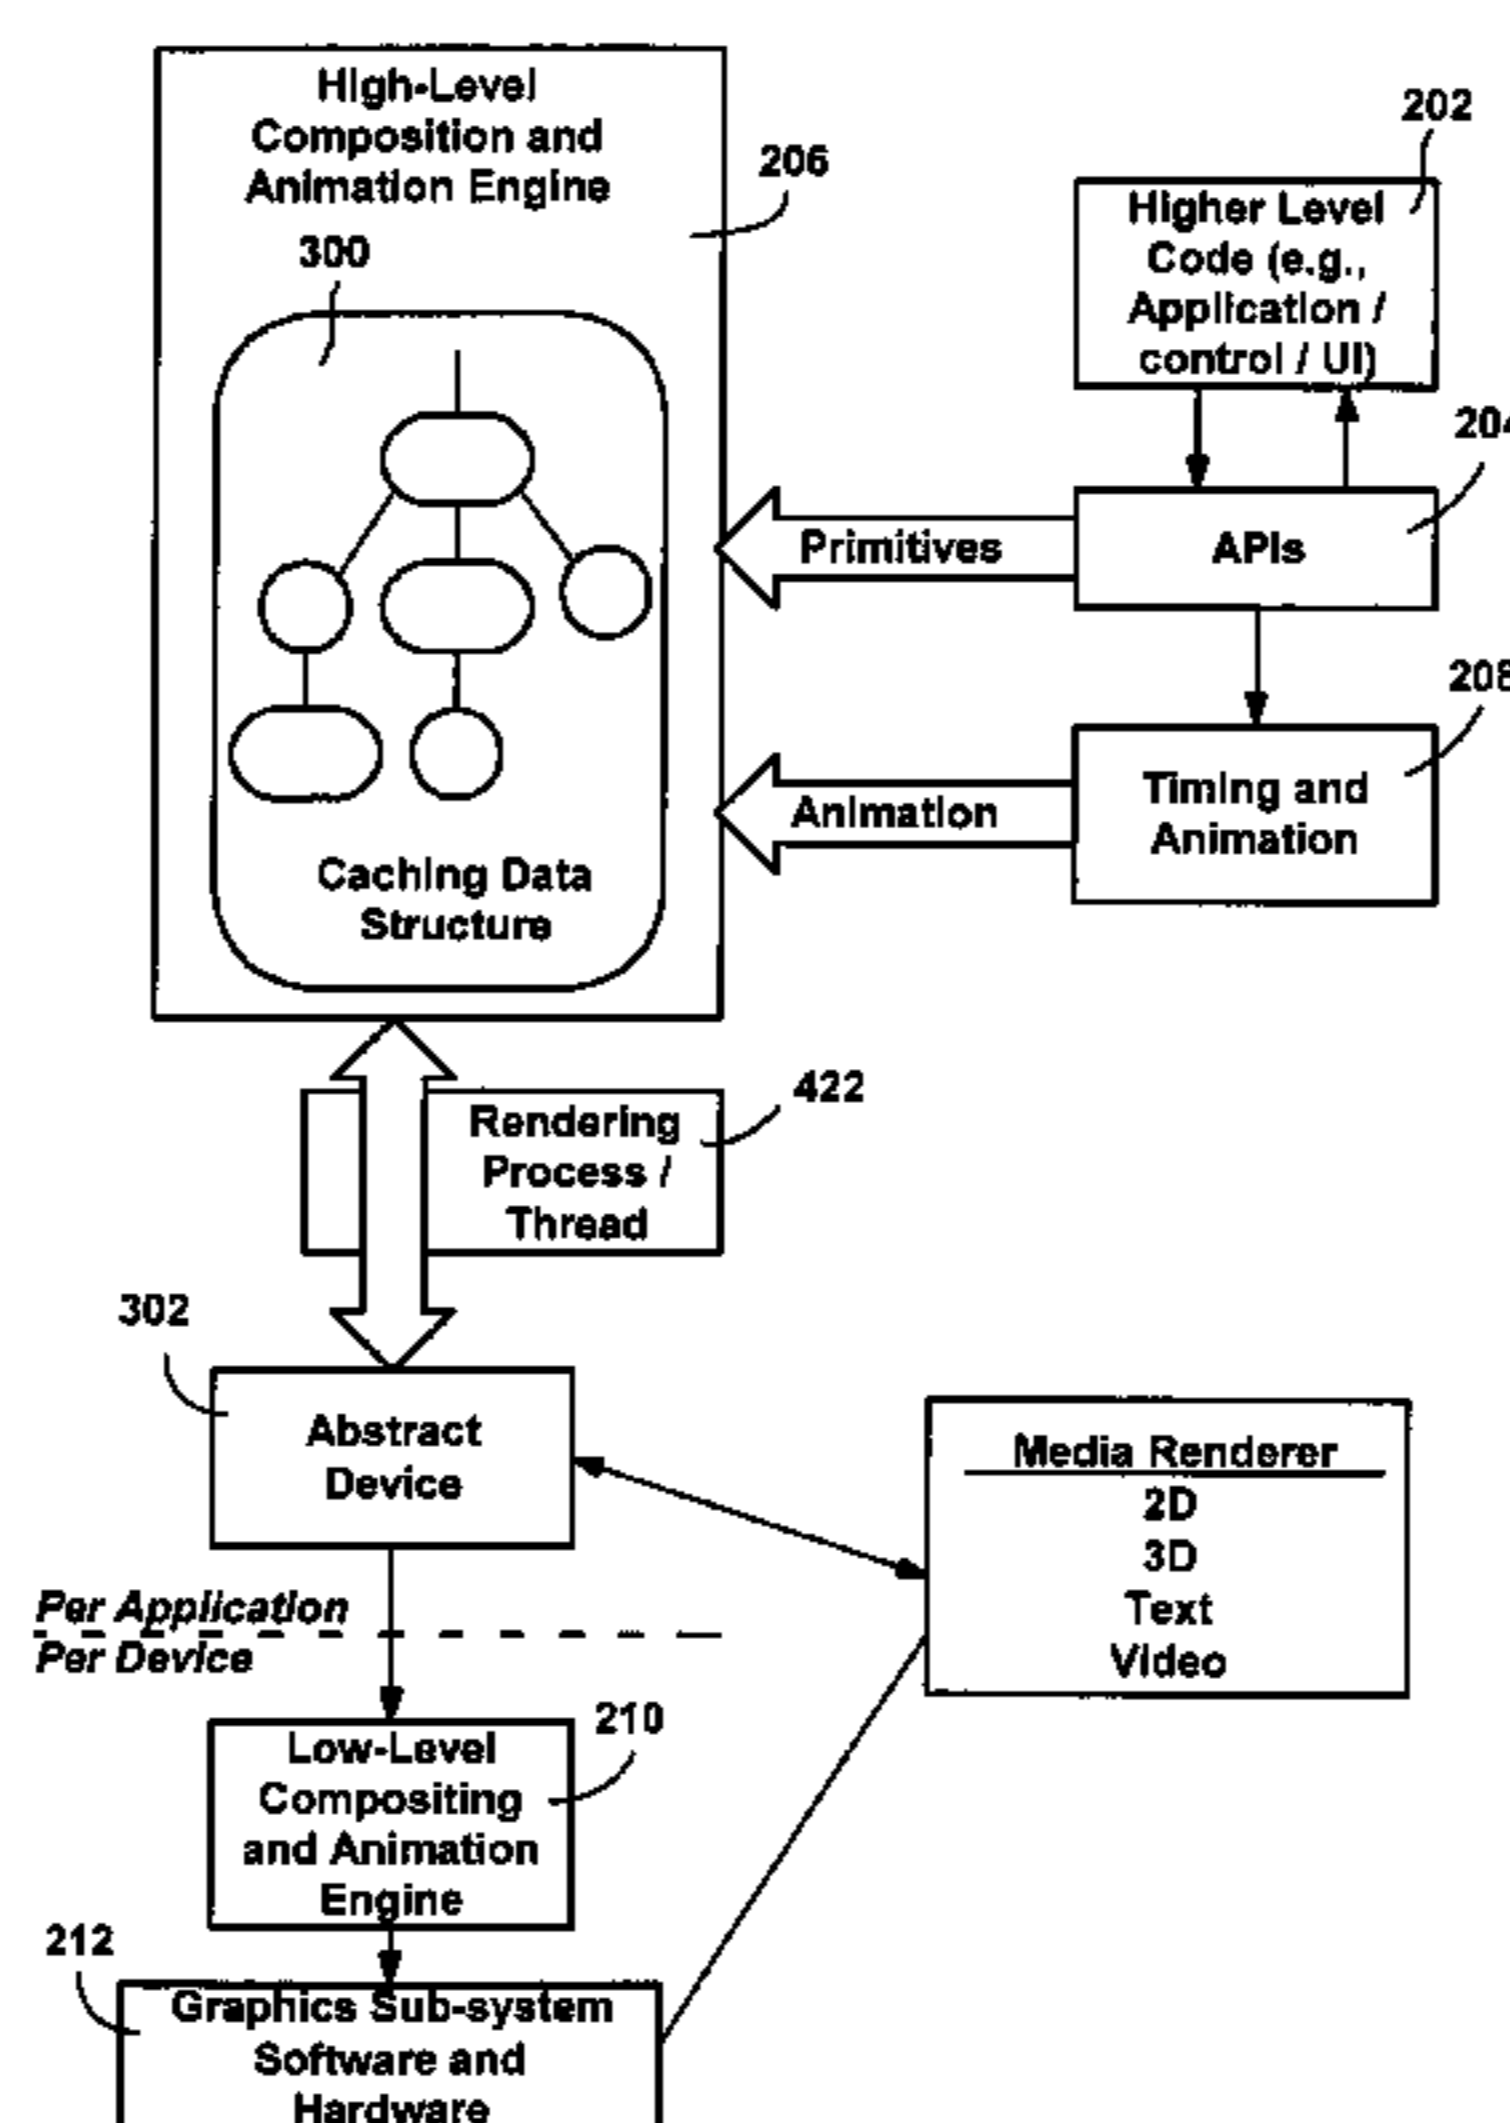 High-Level
Composition and
Animation Engine
206
300
Caching Data
Structure
202
Higher Level
Code (e.g.,
Application /
control / UI)
204
Primitives
APIs
208
Animation
Timing and
Animation
422
Rendering
Process /
Thread
302
Abstract
Device
Media Renderer
2D
3D
Text
Video
Per Application
Per Device
210
Low-Level
Compositing
and Animation
Engine
212
Graphics Sub-system
Software and
Hardware